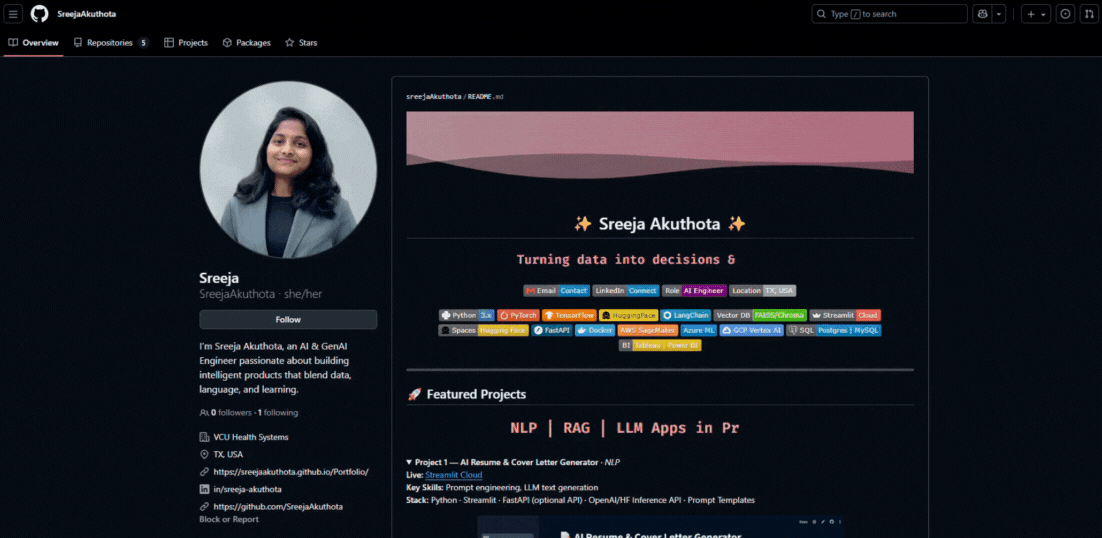 SreejaAkuthota
Type / to search
Overview
Repositories 5
Projects
Packages
Stars
sreejaAkuthota / README.md
✨ Sreeja Akuthota ✨
Turning data into decisions &
Email Contact LinkedIn Connect Role AI Engineer Location TX, USA
Python 3.x PyTorch TensorFlow HuggingFace LangChain Vector DB FAISS/Chroma Streamlit Cloud
Spaces Hugging Face FastAPI Docker AWS SageMaker Azure ML GCP Vertex AI SQL Postgres | MySQL
BI Tableau · Power BI
🚀 Featured Projects
NLP | RAG | LLM Apps in Pr
▼ Project 1 — AI Resume & Cover Letter Generator · NLP
Live: Streamlit Cloud
Key Skills: Prompt engineering, LLM text generation
Stack: Python · Streamlit · FastAPI (optional API) · OpenAI/HF Inference API · Prompt Templates
AI Resume & Cover Letter Generator
Sreeja
SreejaAkuthota · she/her
Follow
I'm Sreeja Akuthota, an AI & GenAI
Engineer passionate about building
intelligent products that blend data,
language, and learning.
0 followers · 1 following
VCU Health Systems
TX, USA
https://sreejaakuthota.github.io/Portfolio/
in/sreeja-akuthota
https://github.com/SreejaAkuthota
Block or Report